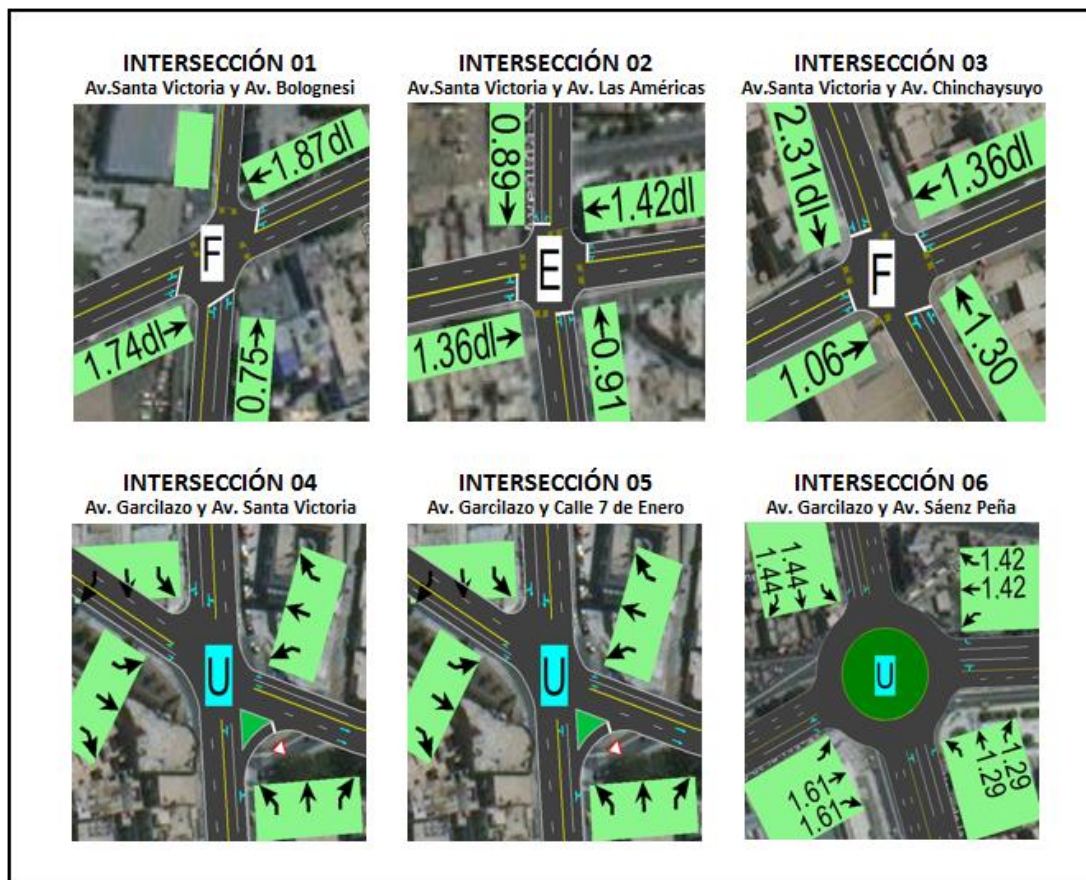 INTERSECCIÓN 01
Av.Santa Victoria y Av. Bolognesi
1.87dl
F
1.74dl
0.75
INTERSECCIÓN 02
Av.Santa Victoria y Av. Las Américas
0.89
1.42dl
E
1.36dl
0.91
INTERSECCIÓN 03
Av.Santa Victoria y Av. Chinchaysuyo
2.31dl
1.36dl
F
1.06
1.30
INTERSECCIÓN 04
Av. Garcilazo y Av. Santa Victoria
U
INTERSECCIÓN 05
Av. Garcilazo y Calle 7 de Enero
U
INTERSECCIÓN 06
Av. Garcilazo y Av. Sáenz Peña
1.44
1.44
1.42
1.42
U
1.61
1.61
1.29
1.29